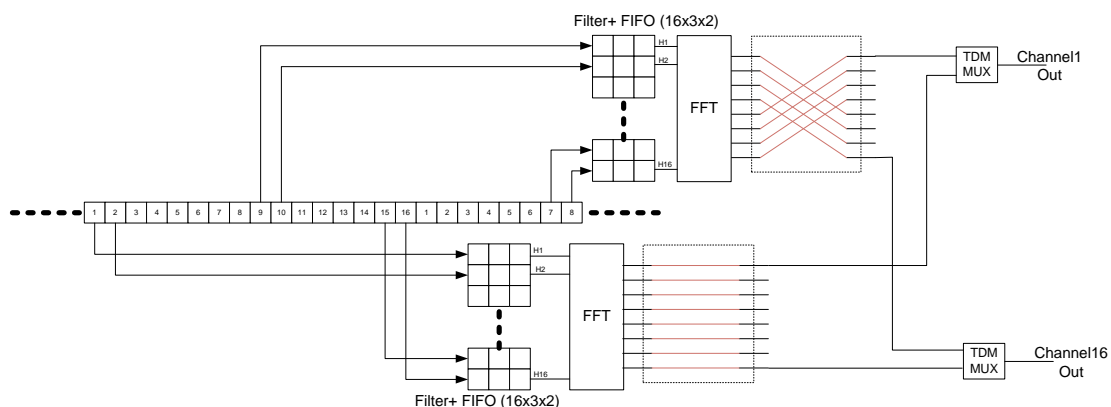 Filter+ FIFO (16x3x2)
H1
H2
H16
FFT
TDM
MUX
Channel1
Out
1 2 3 4 5 6 7 8 9 10 11 12 13 14 15 16 1 2 3 4 5 6 7 8
H1
H2
H16
FFT
TDM
MUX
Channel16
Out
Filter+ FIFO (16x3x2)